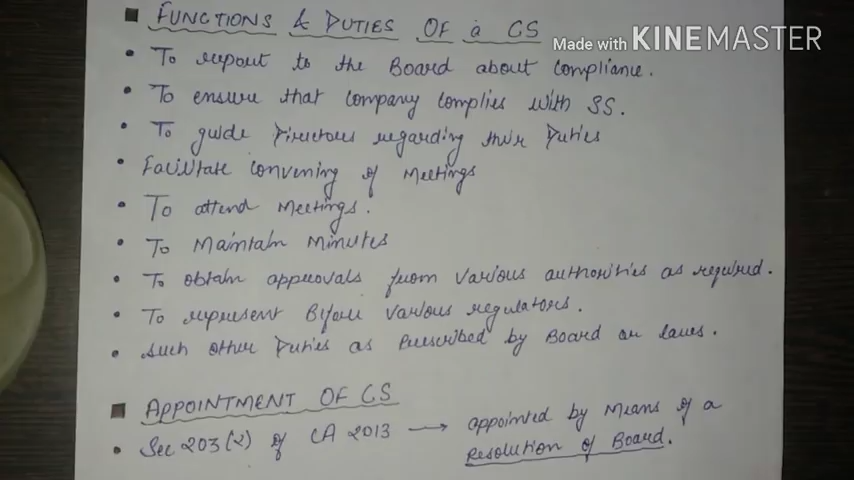 ■ FUNCTIONS & DUTIES OF a CS
Made with KINEMASTER
• To report to the Board about compliance.
• To ensure that company complies with SS.
• To guide Directors regarding their Duties
• Facilitate convening of Meetings
• To attend Meetings.
• To Maintain Minutes
• To obtain approvals from various authorities as required.
• To represent Before various regulators.
• Such other Duties as Prescribed by Board or laws.
■ APPOINTMENT OF CS
• Sec 203(2) of CA 2013 → appointed by Means of a
Resolution of Board.